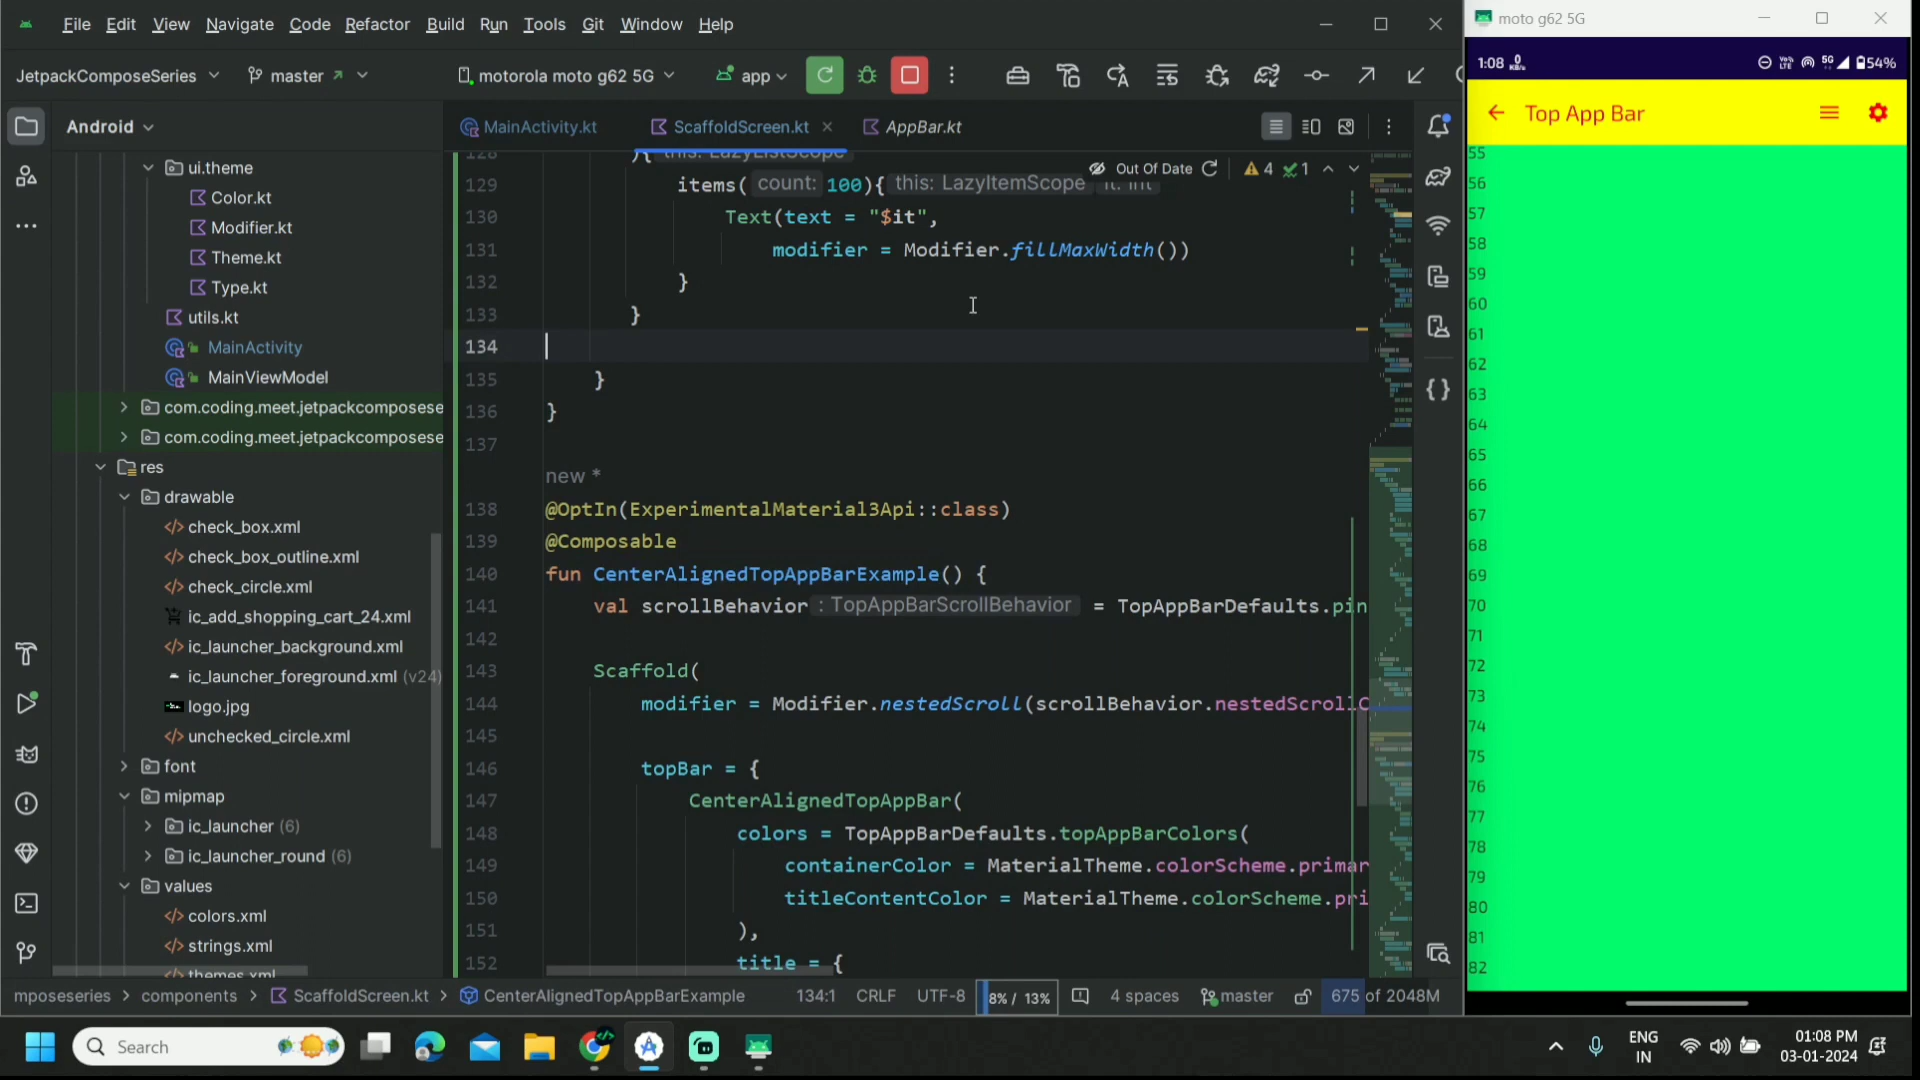 File Edit View Navigate Code Refactor Build Run Tools Git Window Help
moto g62 5G
JetpackComposeSeries master motorola moto g62 5G app
1:08 54%
Android
MainActivity.kt ScaffoldScreen.kt AppBar.kt
Top App Bar
ui.theme
Color.kt
Modifier.kt
Theme.kt
Type.kt
utils.kt
MainActivity
MainViewModel
com.coding.meet.jetpackcomposese
com.coding.meet.jetpackcomposese
res
drawable
check_box.xml
check_box_outline.xml
check_circle.xml
ic_add_shopping_cart_24.xml
ic_launcher_background.xml
ic_launcher_foreground.xml (v24)
logo.jpg
unchecked_circle.xml
font
mipmap
ic_launcher (6)
ic_launcher_round (6)
values
colors.xml
strings.xml
themes.xml
Out Of Date 4 1
128 ){ this: LazyListScope
129 items( count: 100){ this: LazyItemScope it: Int
130 Text(text = "$it",
131 modifier = Modifier.fillMaxWidth())
132 }
133 }
134
135 }
136 }
137
new *
138 @OptIn(ExperimentalMaterial3Api::class)
139 @Composable
140 fun CenterAlignedTopAppBarExample() {
141 val scrollBehavior : TopAppBarScrollBehavior = TopAppBarDefaults.pin
142
143 Scaffold(
144 modifier = Modifier.nestedScroll(scrollBehavior.nestedScrollC
145
146 topBar = {
147 CenterAlignedTopAppBar(
148 colors = TopAppBarDefaults.topAppBarColors(
149 containerColor = MaterialTheme.colorScheme.primar
150 titleContentColor = MaterialTheme.colorScheme.pri
151 ),
152 title = {
55
56
57
58
59
60
61
62
63
64
65
66
67
68
69
70
71
72
73
74
75
76
77
78
79
80
81
82
mposeseries > components > ScaffoldScreen.kt > CenterAlignedTopAppBarExample 134:1 CRLF UTF-8 8% / 13% 4 spaces master 675 of 2048M
Search
ENG
IN
01:08 PM
03-01-2024